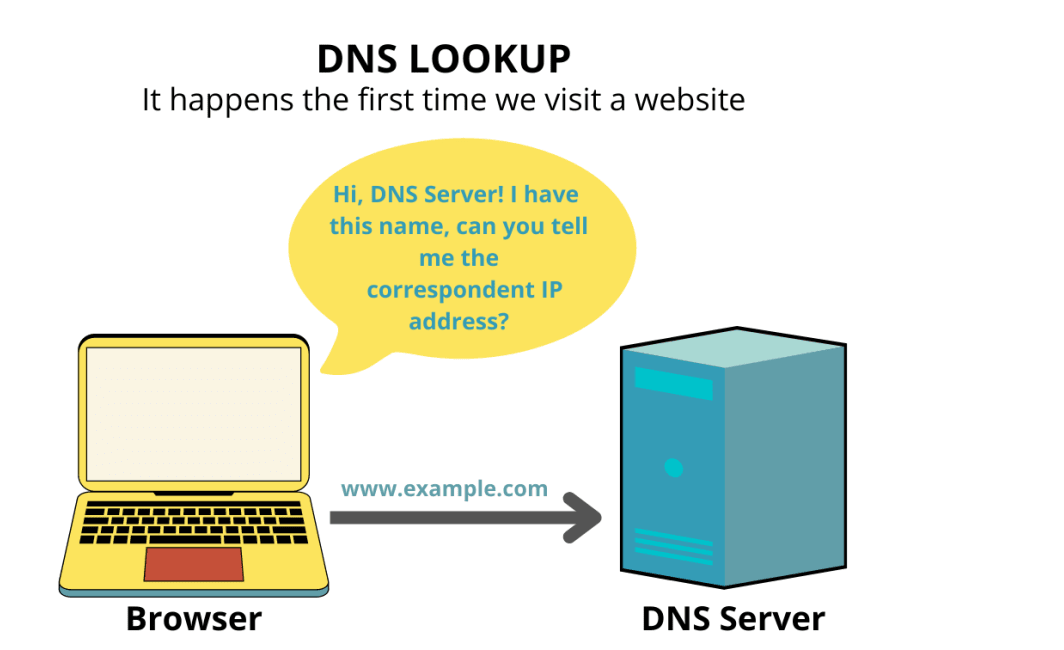 DNS LOOKUP
It happens the first time we visit a website
Hi, DNS Server! I have
this name, can you tell
me the
correspondent IP
address?
www.example.com
Browser
DNS Server